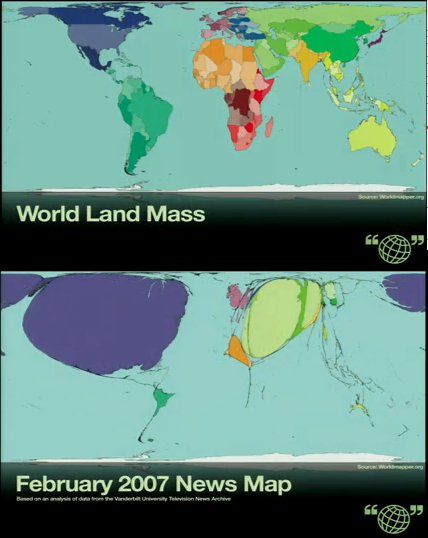 Source: Worldmapper.org
World Land Mass
“ ”
Source: Worldmapper.org
February 2007 News Map
Based on an analysis of data from the Vanderbilt University Television News Archive
“ ”